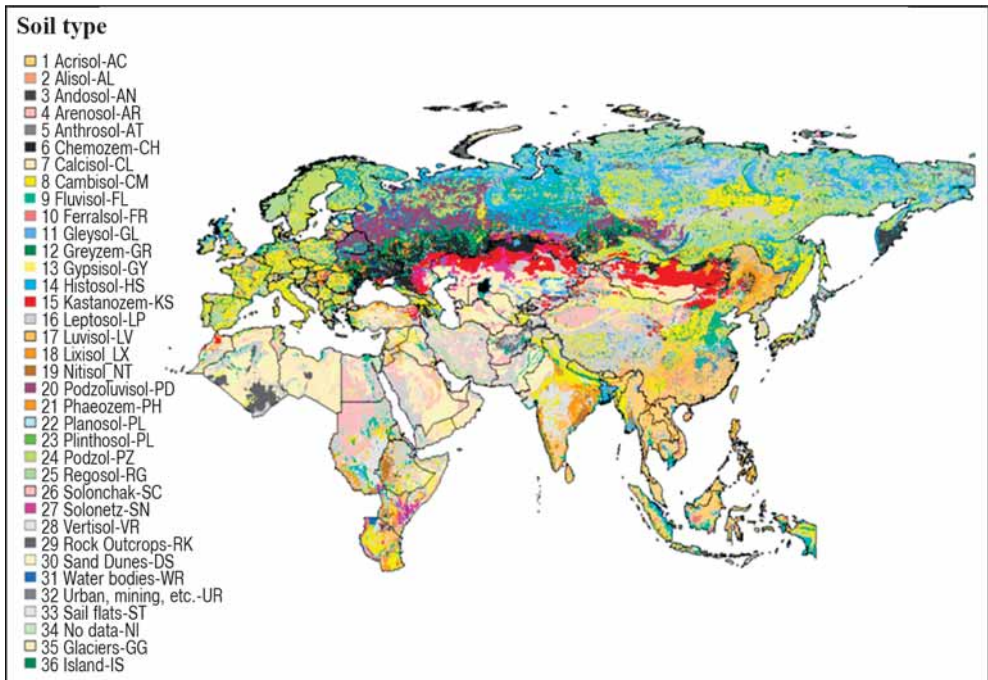 Soil type
1 Acrisol-AC
2 Alisol-AL
3 Andosol-AN
4 Arenosol-AR
5 Anthrosol-AT
6 Chemozem-CH
7 Calcisol-CL
8 Cambisol-CM
9 Fluvisol-FL
10 Ferralsol-FR
11 Gleysol-GL
12 Greyzem-GR
13 Gypsisol-GY
14 Histosol-HS
15 Kastanozem-KS
16 Leptosol-LP
17 Luvisol-LV
18 Lixisol_LX
19 Nitisol_NT
20 Podzoluvisol-PD
21 Phaeozem-PH
22 Planosol-PL
23 Plinthosol-PL
24 Podzol-PZ
25 Regosol-RG
26 Solonchak-SC
27 Solonetz-SN
28 Vertisol-VR
29 Rock Outcrops-RK
30 Sand Dunes-DS
31 Water bodies-WR
32 Urban, mining, etc.-UR
33 Sail flats-ST
34 No data-NI
35 Glaciers-GG
36 Island-IS